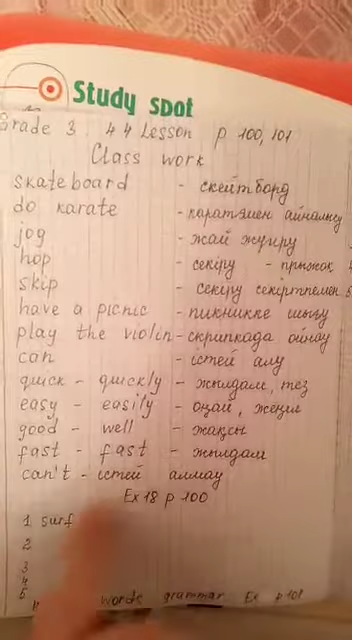 Study spot
Grade 3 44 Lesson p 100, 101
Class work
skateboard - скейтборд
do karate - каратэмен айналысу
jog - жай жүгіру
hop - секіру - прыжок
skip - секіру секіртпемен
have a picnic - пикникке шығу
play the violin - скрипкада ойнау
can - істей алу
quick - quickly - жылдам, тез
easy - easily - оңай, жеңіл
good - well - жақсы
fast - fast - жылдам
can't - істей алмау
Ex 18 p 100
1 surf
2
3
4
5
words grammar Ex p 101